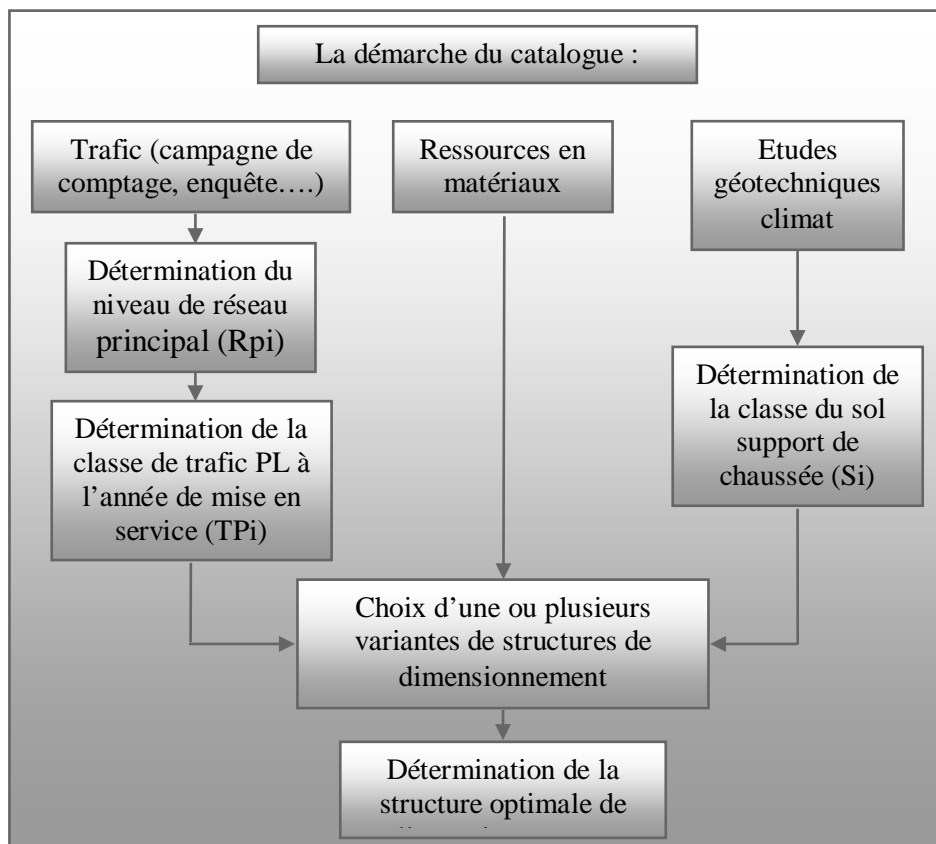 La démarche du catalogue :
Trafic (campagne de
comptage, enquête….)
Ressources en
matériaux
Etudes
géotechniques
climat
Détermination du
niveau de réseau
principal (Rpi)
Détermination de la
classe du sol
support de
chaussée (Si)
Détermination de la
classe de trafic PL à
l’année de mise en
service (TPi)
Choix d’une ou plusieurs
variantes de structures de
dimensionnement
Détermination de la
structure optimale de